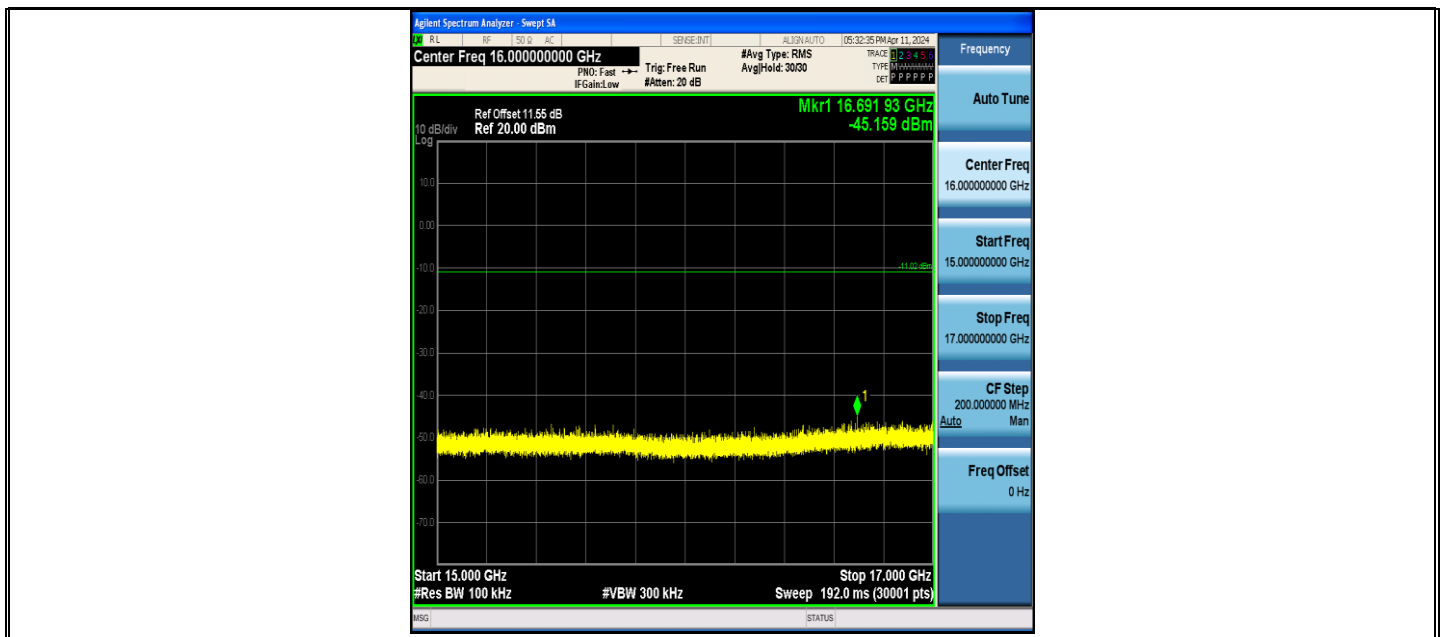 Agilent Spectrum Analyzer - Swept SA
RL RF 50 Ω AC SENSE:INT ALIGN AUTO 05:32:35 PM Apr 11, 2024
Center Freq 16.000000000 GHz
PNO: Fast
IFGain:Low
Trig: Free Run
#Atten: 20 dB
#Avg Type: RMS
Avg|Hold: 30/30
TRACE 1 2 3 4 5 6
TYPE M
DET P P P P P P
Mkr1 16.691 93 GHz
-45.159 dBm
Ref Offset 11.55 dB
10 dB/div Ref 20.00 dBm
Log
10.0
0.00
-10.0
-11.02 dBm
-20.0
-30.0
-40.0
1
-50.0
-60.0
-70.0
Start 15.000 GHz Stop 17.000 GHz
#Res BW 100 kHz #VBW 300 kHz Sweep 192.0 ms (30001 pts)
MSG STATUS
Frequency
Auto Tune
Center Freq
16.000000000 GHz
Start Freq
15.000000000 GHz
Stop Freq
17.000000000 GHz
CF Step
200.000000 MHz
Auto Man
Freq Offset
0 Hz